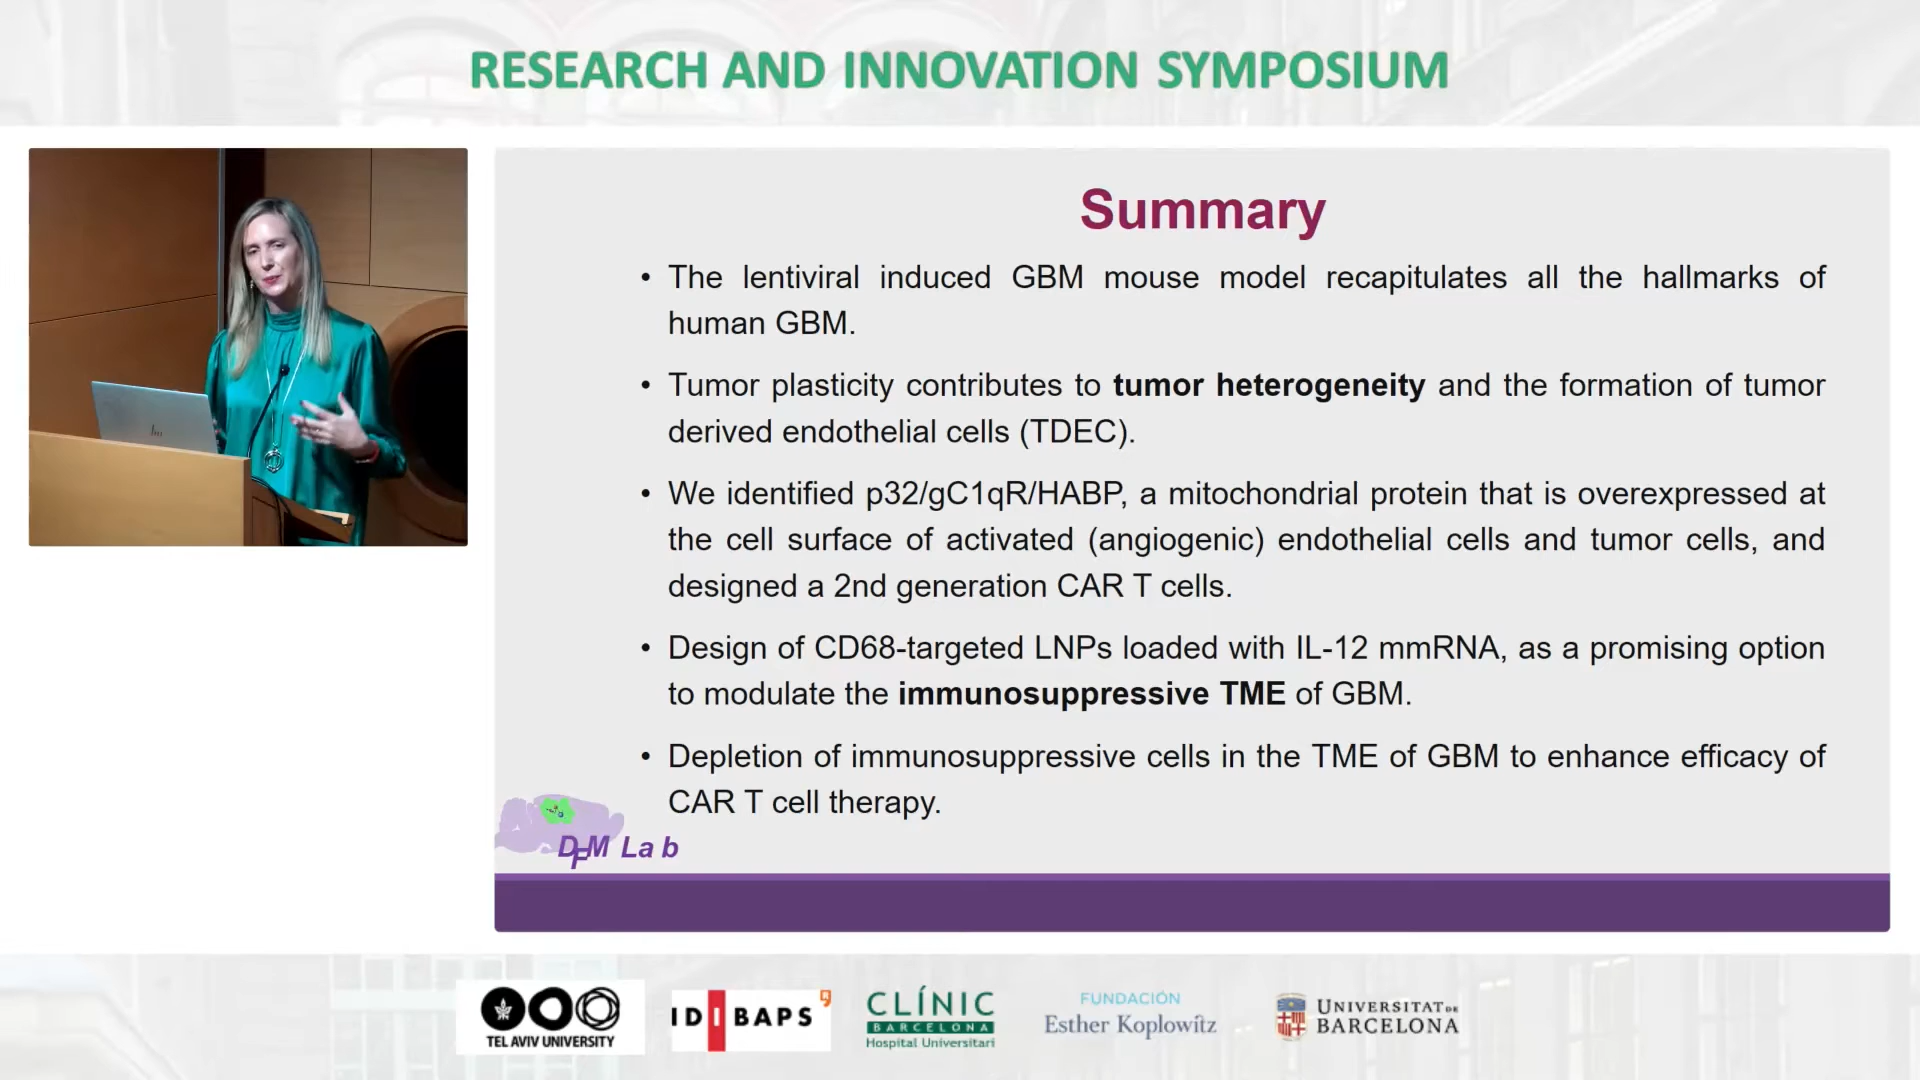 RESEARCH AND INNOVATION SYMPOSIUM
Summary
• The lentiviral induced GBM mouse model recapitulates all the hallmarks of
human GBM.
• Tumor plasticity contributes to tumor heterogeneity and the formation of tumor
derived endothelial cells (TDEC).
• We identified p32/gC1qR/HABP, a mitochondrial protein that is overexpressed at
the cell surface of activated (angiogenic) endothelial cells and tumor cells, and
designed a 2nd generation CAR T cells.
• Design of CD68-targeted LNPs loaded with IL-12 mmRNA, as a promising option
to modulate the immunosuppressive TME of GBM.
• Depletion of immunosuppressive cells in the TME of GBM to enhance efficacy of
CAR T cell therapy.
DFM Lab
TEL AVIV UNIVERSITY
IDIBAPS
CLÍNIC
BARCELONA
Hospital Universitari
FUNDACIÓN
Esther Koplowitz
UNIVERSITAT DE
BARCELONA